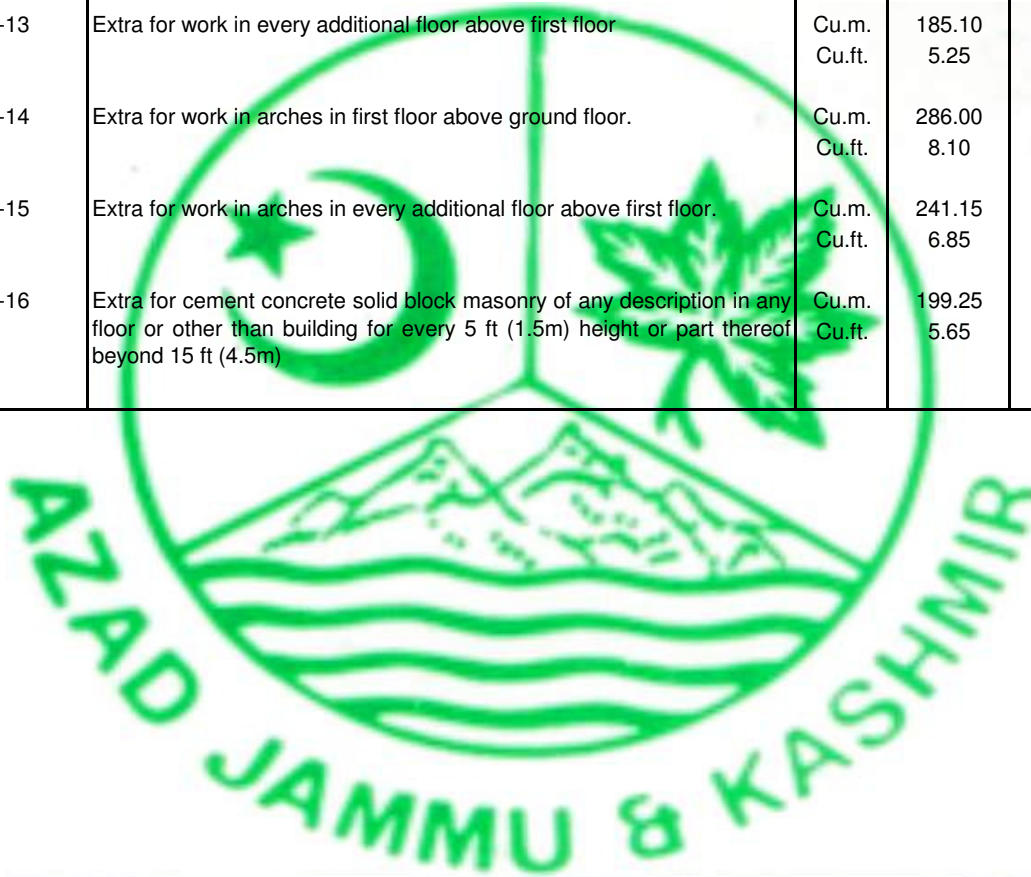 -13 Extra for work in every additional floor above first floor Cu.m. 185.10
Cu.ft. 5.25
-14 Extra for work in arches in first floor above ground floor. Cu.m. 286.00
Cu.ft. 8.10
-15 Extra for work in arches in every additional floor above first floor. Cu.m. 241.15
Cu.ft. 6.85
-16 Extra for cement concrete solid block masonry of any description in any Cu.m. 199.25
floor or other than building for every 5 ft (1.5m) height or part thereof Cu.ft. 5.65
beyond 15 ft (4.5m)
AZAD JAMMU & KASHMIR